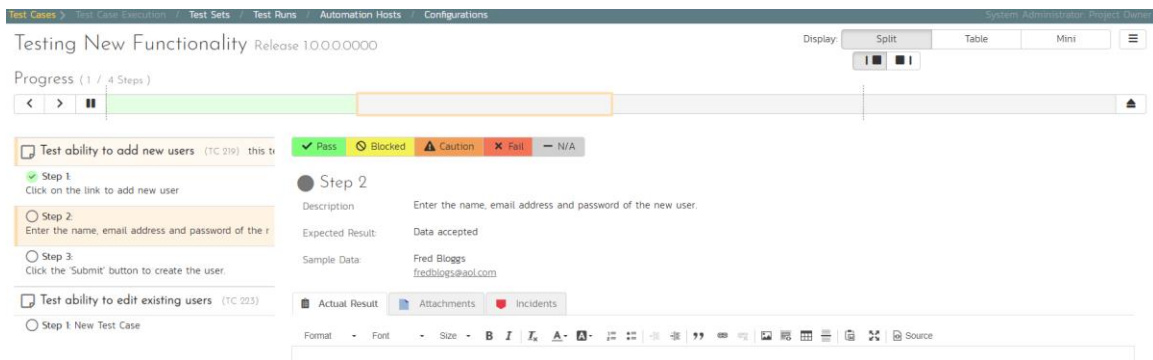 Test Cases > Test Case Execution / Test Sets / Test Runs / Automation Hosts / Configurations System Administrator: Project Owner
Testing New Functionality Release 1.0.0.0.0000
Display: Split Table Mini
Progress (1 / 4 Steps)
Test ability to add new users (TC 219) this te
Step 1:
Click on the link to add new user
Step 2:
Enter the name, email address and password of the r
Step 3:
Click the 'Submit' button to create the user.
Test ability to edit existing users (TC 223)
Step 1: New Test Case
Pass Blocked Caution Fail N/A
Step 2
Description Enter the name, email address and password of the new user.
Expected Result: Data accepted
Sample Data: Fred Bloggs
fredblogs@aol.com
Actual Result Attachments Incidents
Format Font Size B I Ix A A Source